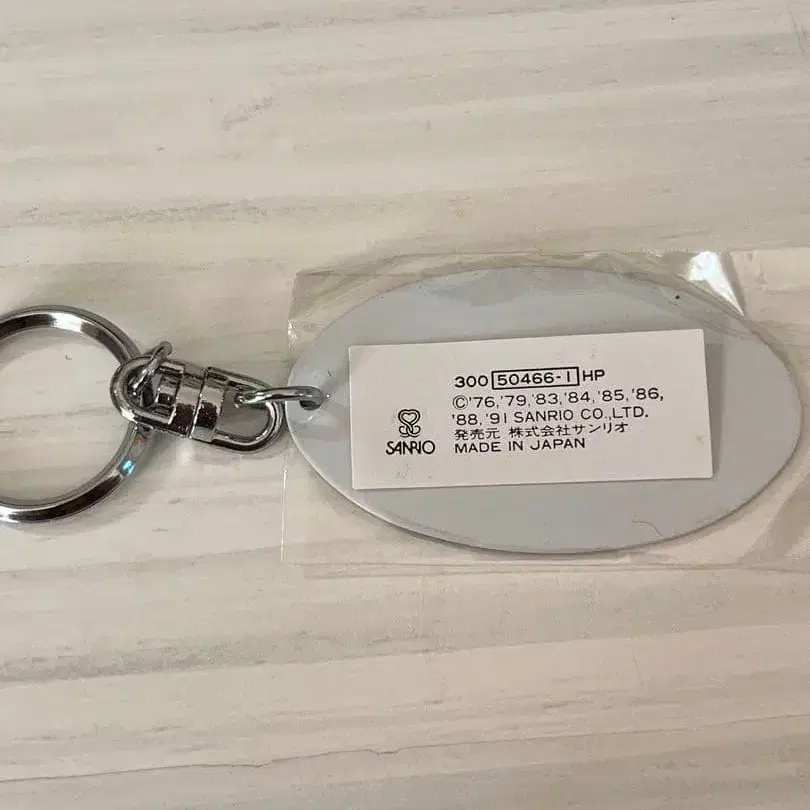 300 50466-1 HP
©'76,'79,'83,'84,'85,'86,
'88,'91 SANRIO CO.,LTD.
発売元 株式会社サンリオ
MADE IN JAPAN
SANRIO